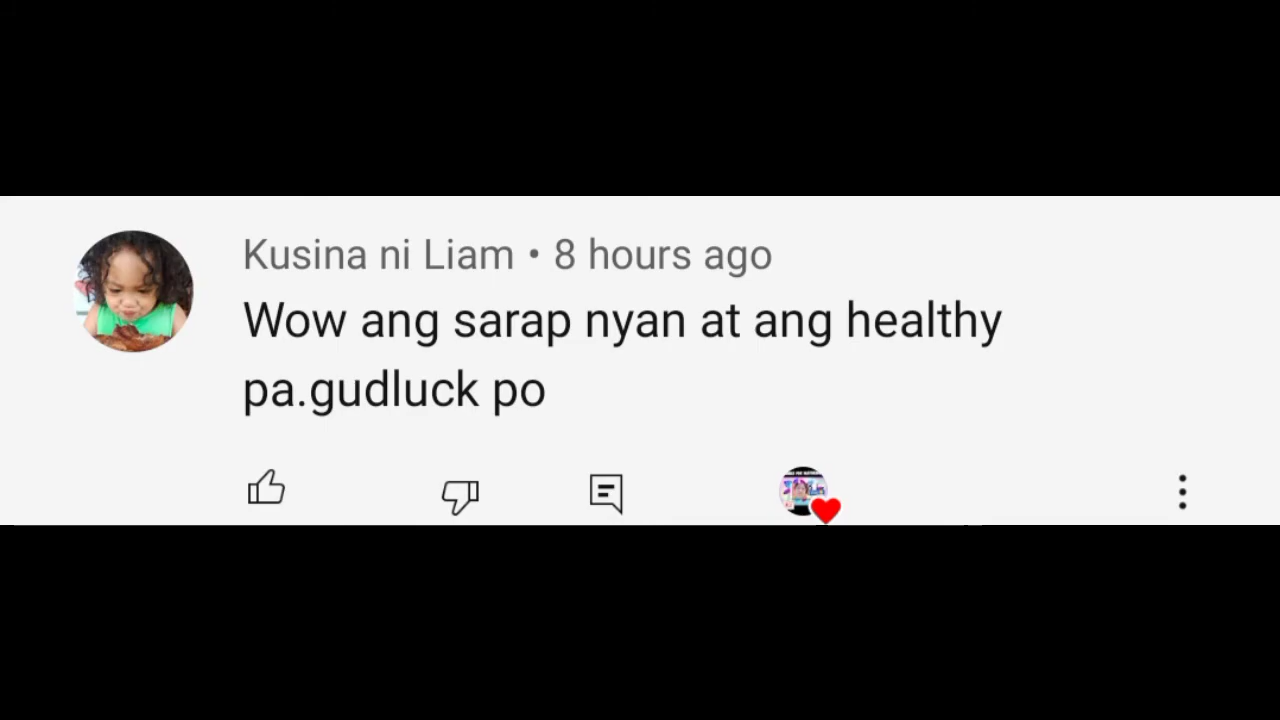 Kusina ni Liam • 8 hours ago
Wow ang sarap nyan at ang healthy
pa.gudluck po